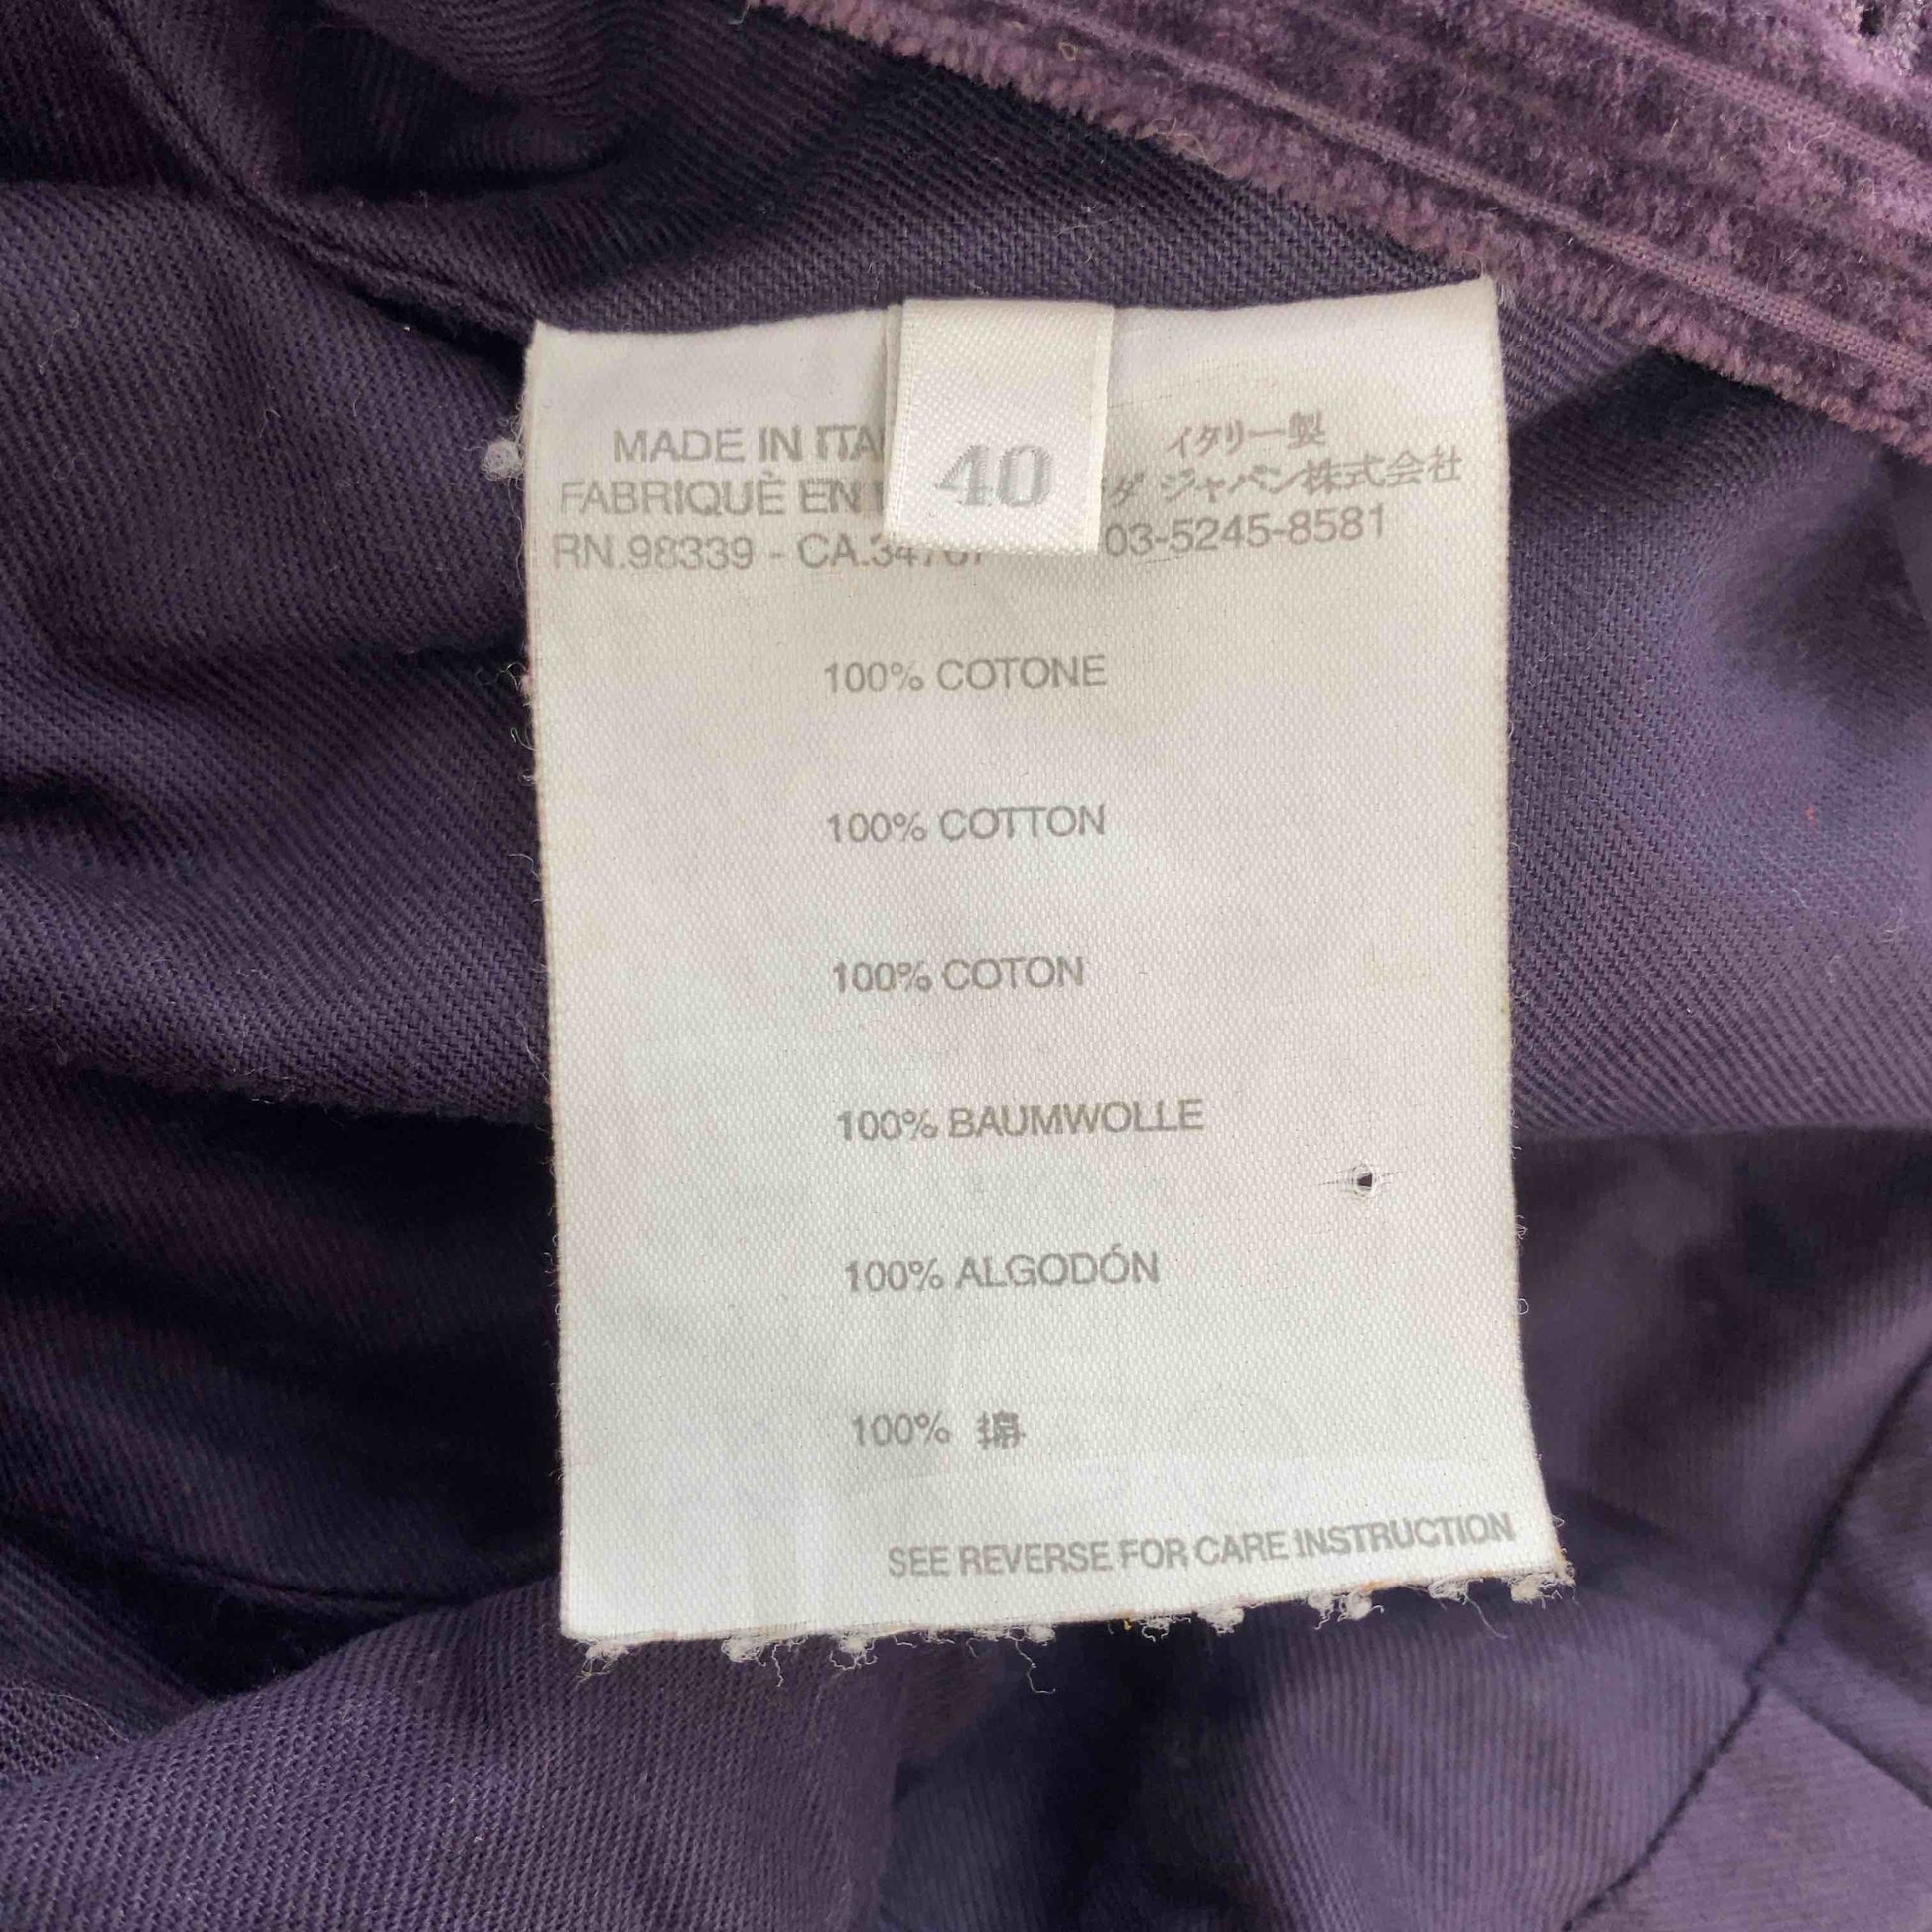 40
MADE IN
FABRIQUÈ EN
RN.98339 -
イタリー製
ジャパン株式会社
03-5245-8581
100% COTONE
100% COTTON
100% COTON
100% BAUMWOLLE
100% ALGODÓN
100% 綿
SEE REVERSE FOR CARE INSTRUCTION